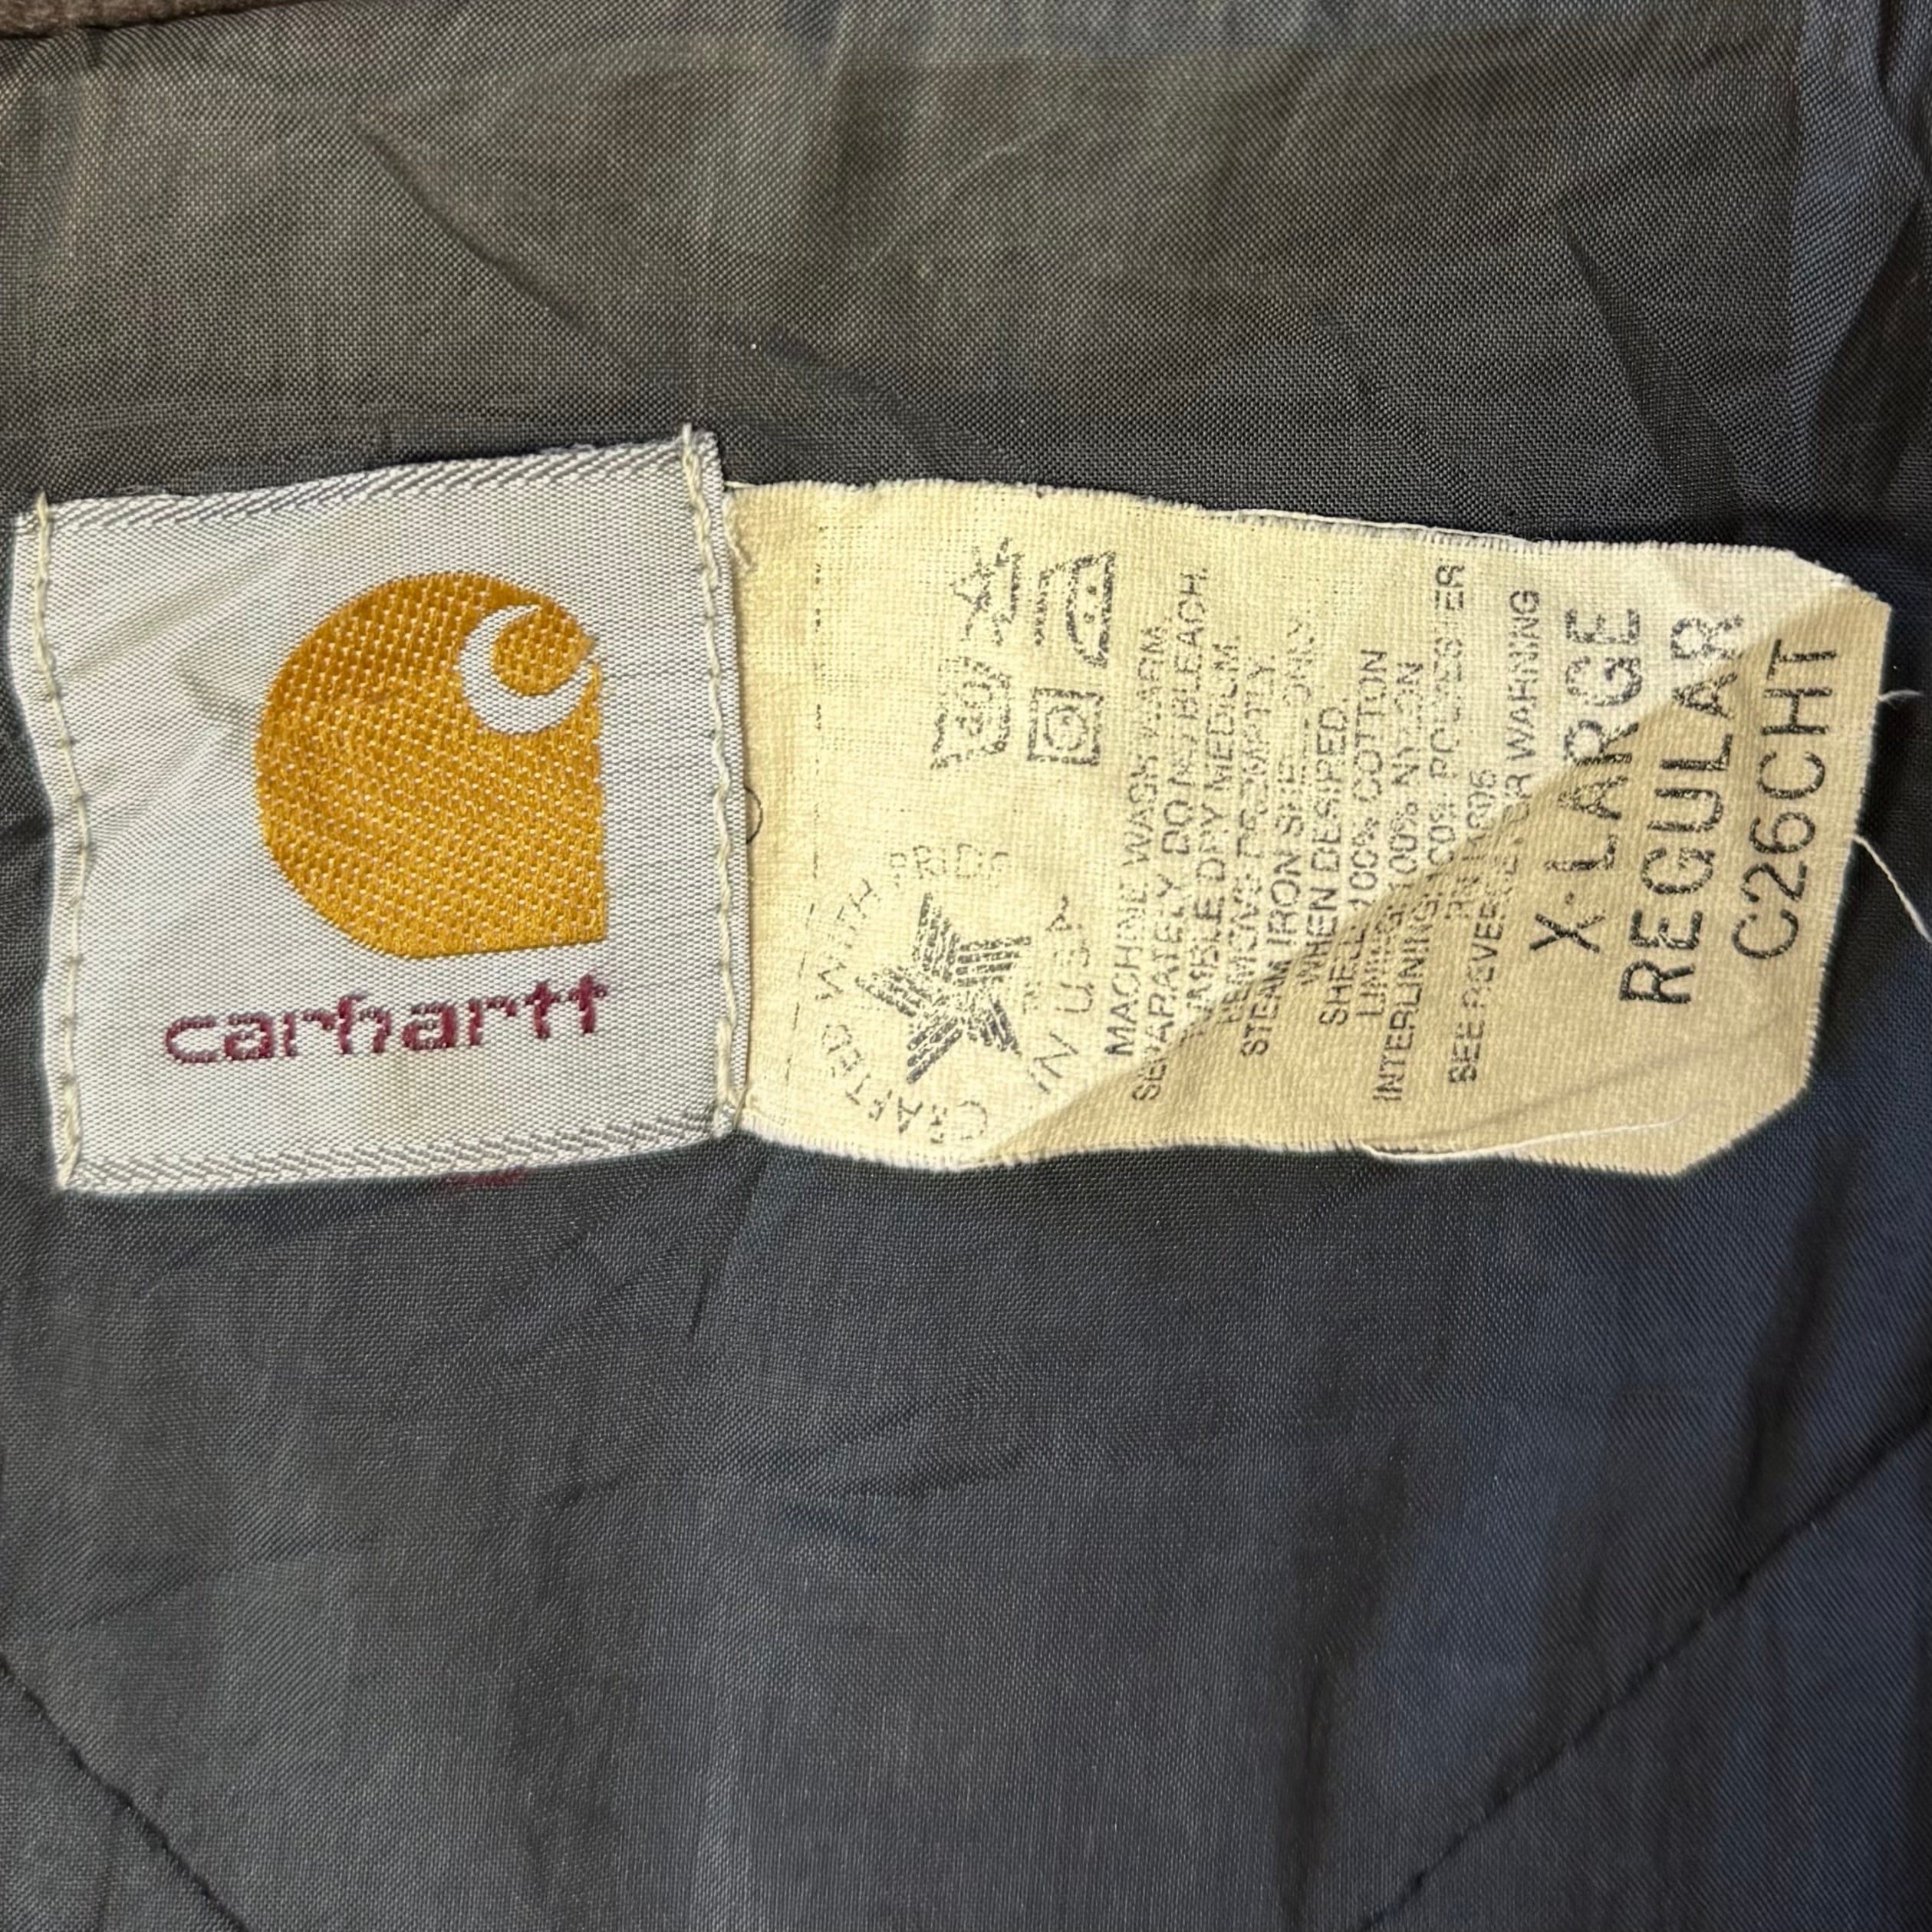 carhartt
CRAFTED WITH PRIDE
IN U.S.A.
MACHINE WASH WARM,
SEPARATELY, DO NOT BLEACH.
TUMBLE DRY MEDIUM.
REMOVE PROMPTLY.
STEAM IRON SHELL ONLY
WHEN DESIRED.
SHELL: 100% COTTON
LINING: 100% NYLON
INTERLINING: 100% POLYESTER
RN
SEE REVERSE FOR WARNING
X-LARGE
REGULAR
C26CHT